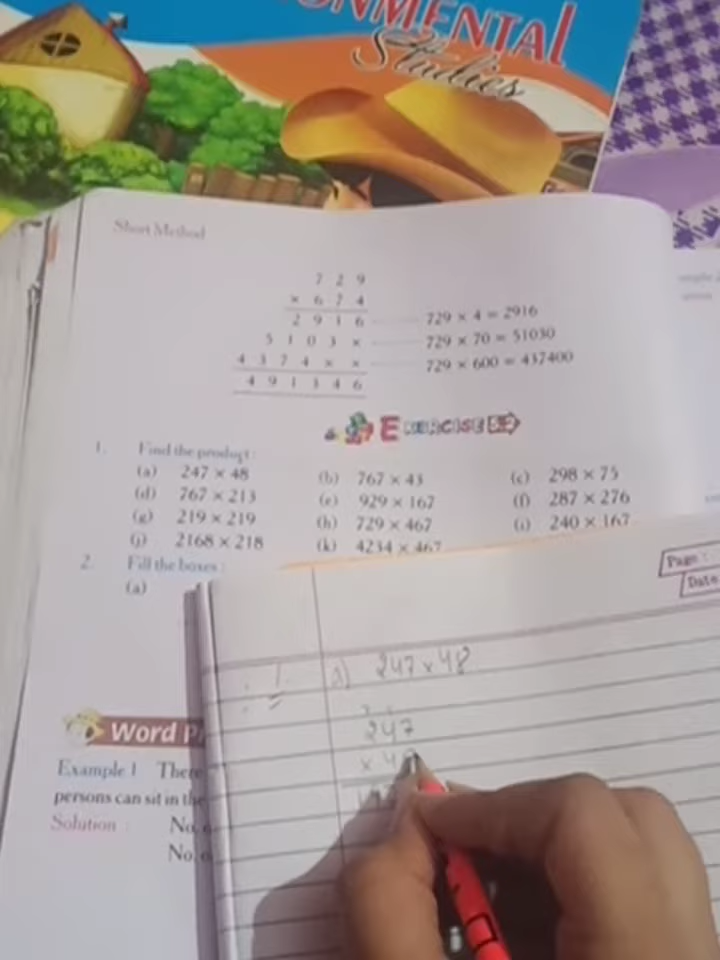 Studies
Short Method
7 2 9
× 6 7 4
2 9 1 6 729 × 4 = 2916
5 1 0 3 × 729 × 70 = 51030
4 3 7 4 × × 729 × 600 = 437400
4 9 1 3 4 6
EXERCISE
1. Find the product:
(a) 247 × 48 (b) 767 × 43 (c) 298 × 75
(d) 767 × 213 (e) 929 × 167 (f) 287 × 276
(g) 219 × 219 (h) 729 × 467 (i) 240 × 167
(j) 2168 × 218 (k) 4234 × 467
2. Fill the boxes:
(a)
Page:
Date
1. a) 247 × 48
247
× 4
Word
Example 1 There
persons can sit in the
Solution: No.
No.